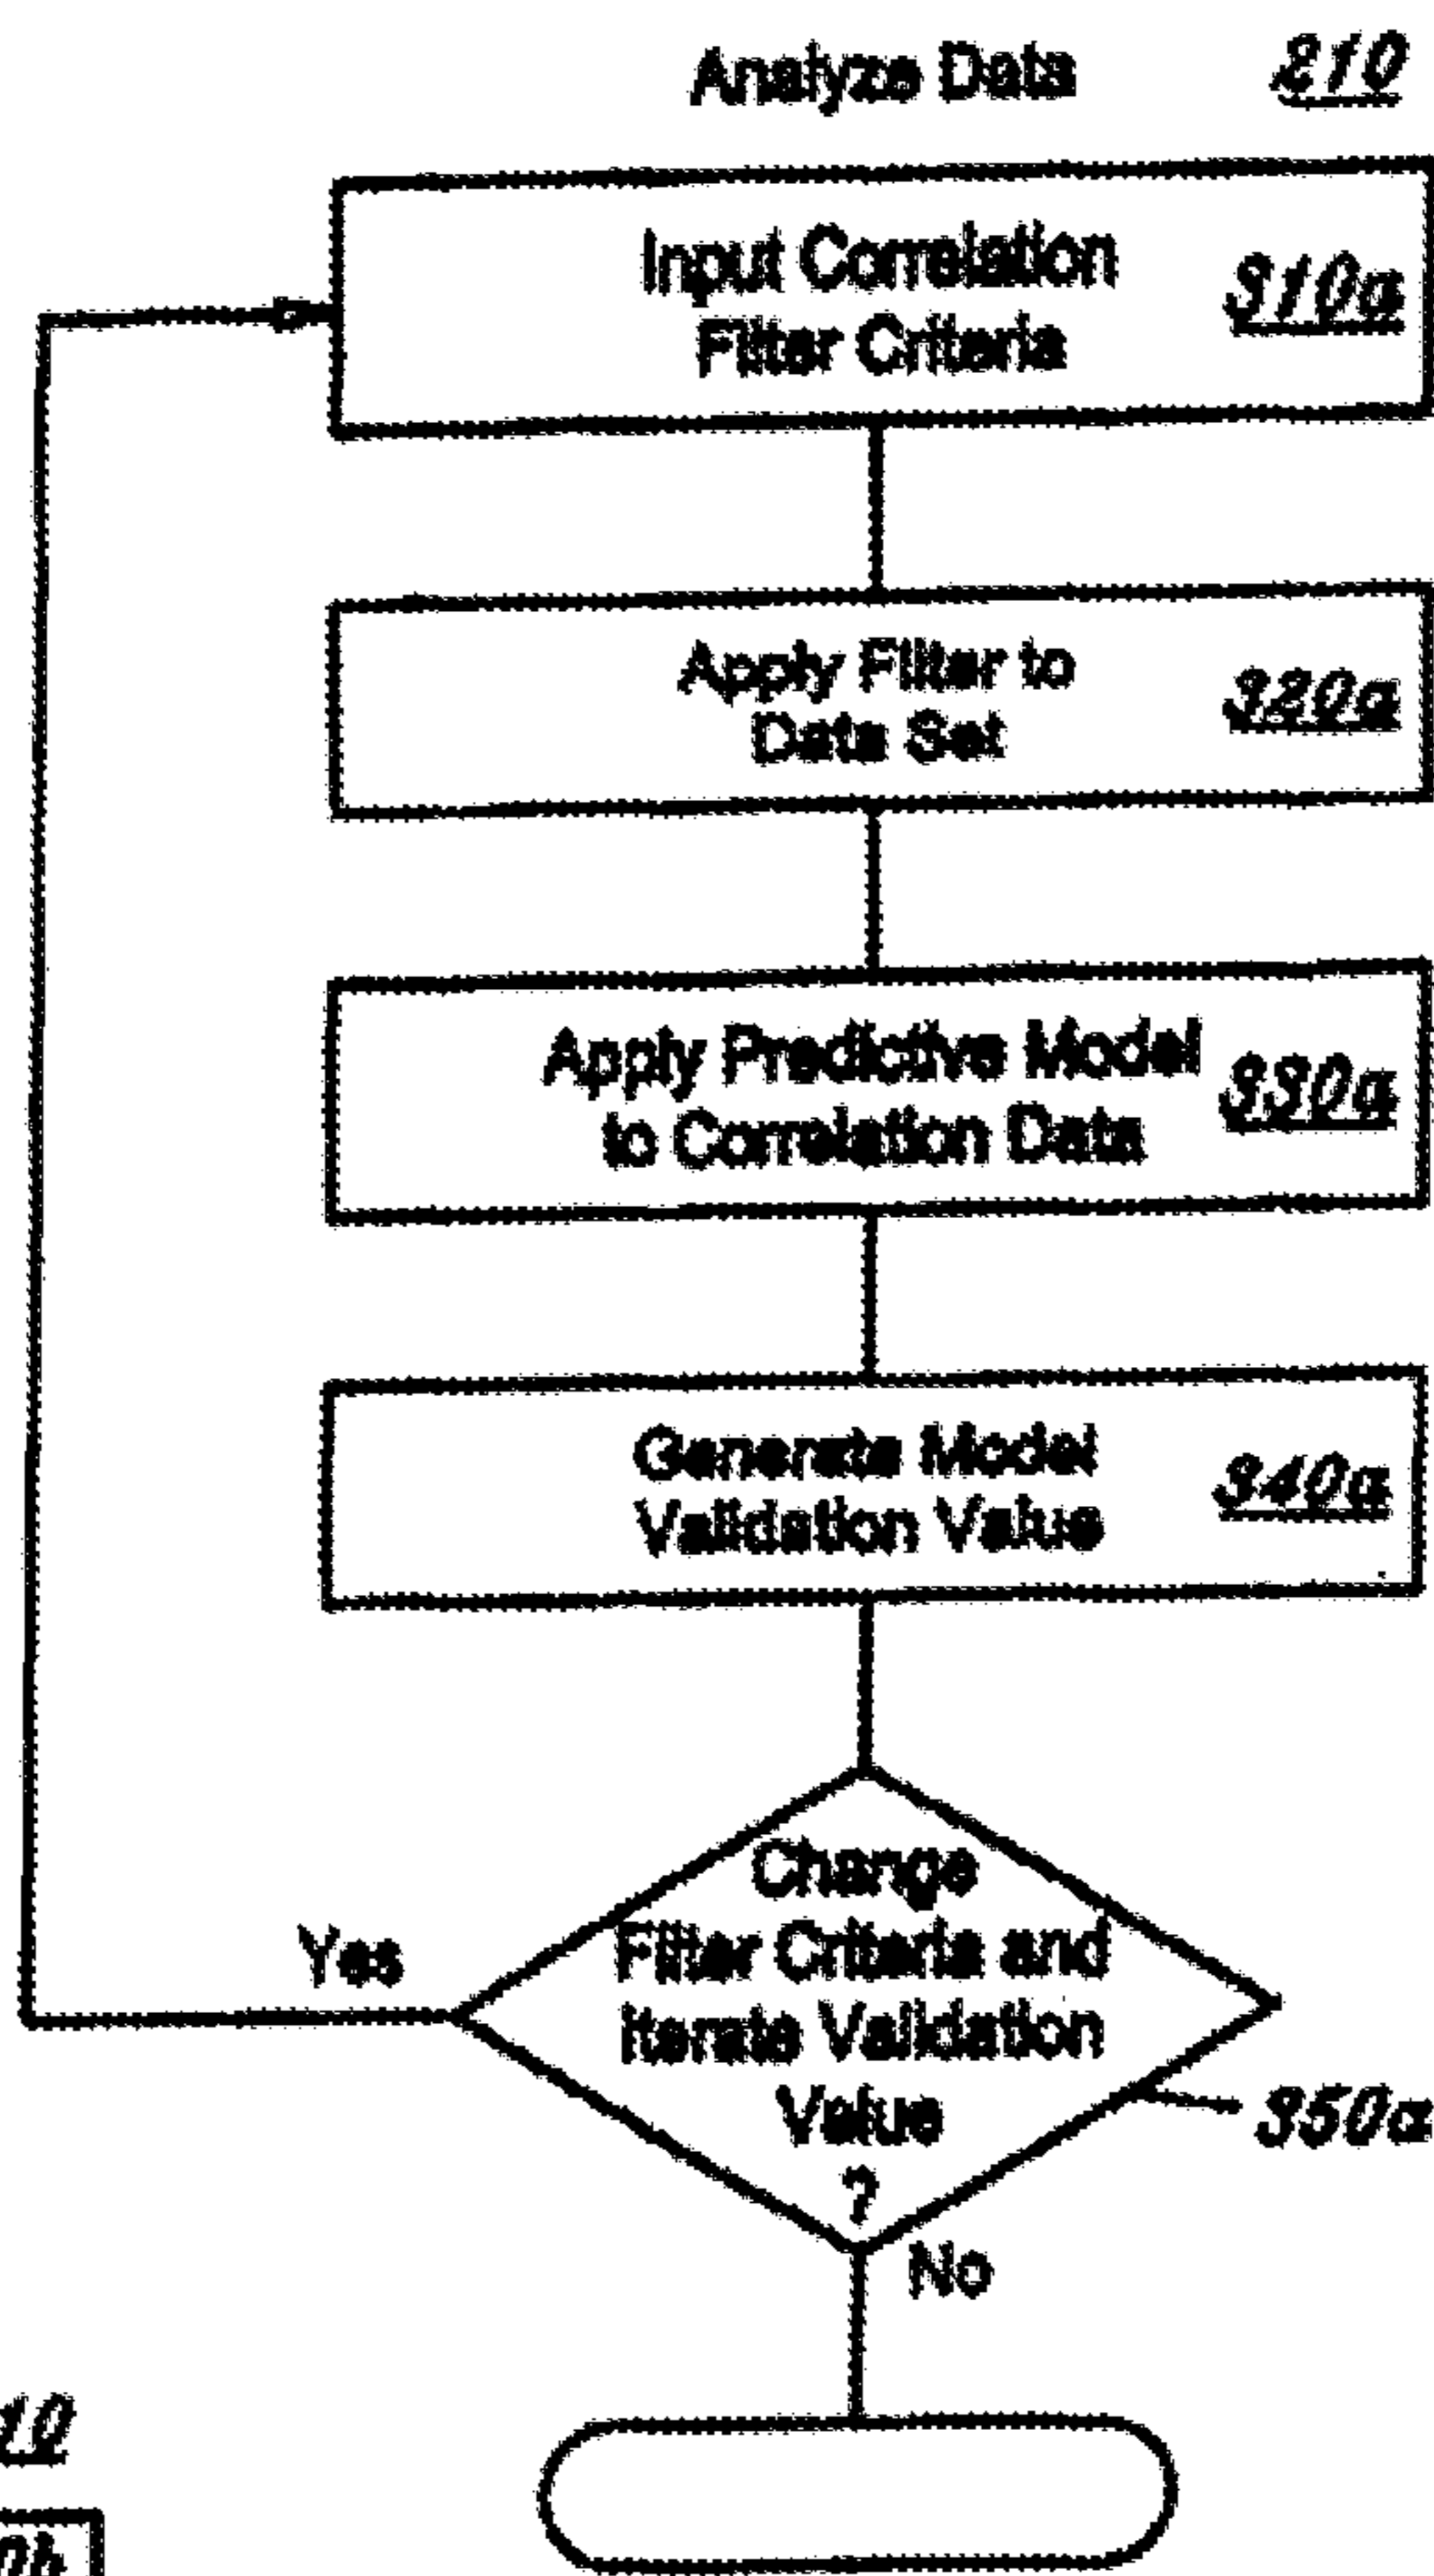 Analyze Data 210
Input Correlation
Filter Criteria
310a
Apply Filter to
Data Set
320a
Apply Predictive Model
to Correlation Data
330a
Generate Model
Validation Value
340a
Change
Filter Criteria and
Iterate Validation
Value
?
350a
Yes
No